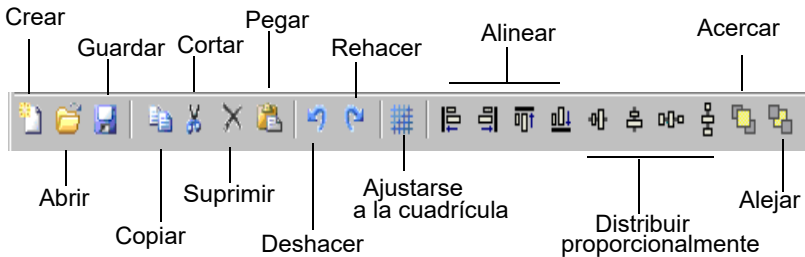 Crear
Guardar
Cortar
Pegar
Rehacer
Alinear
Acercar
Abrir
Copiar
Suprimir
Deshacer
Ajustarse
a la cuadrícula
Distribuir
proporcionalmente
Alejar